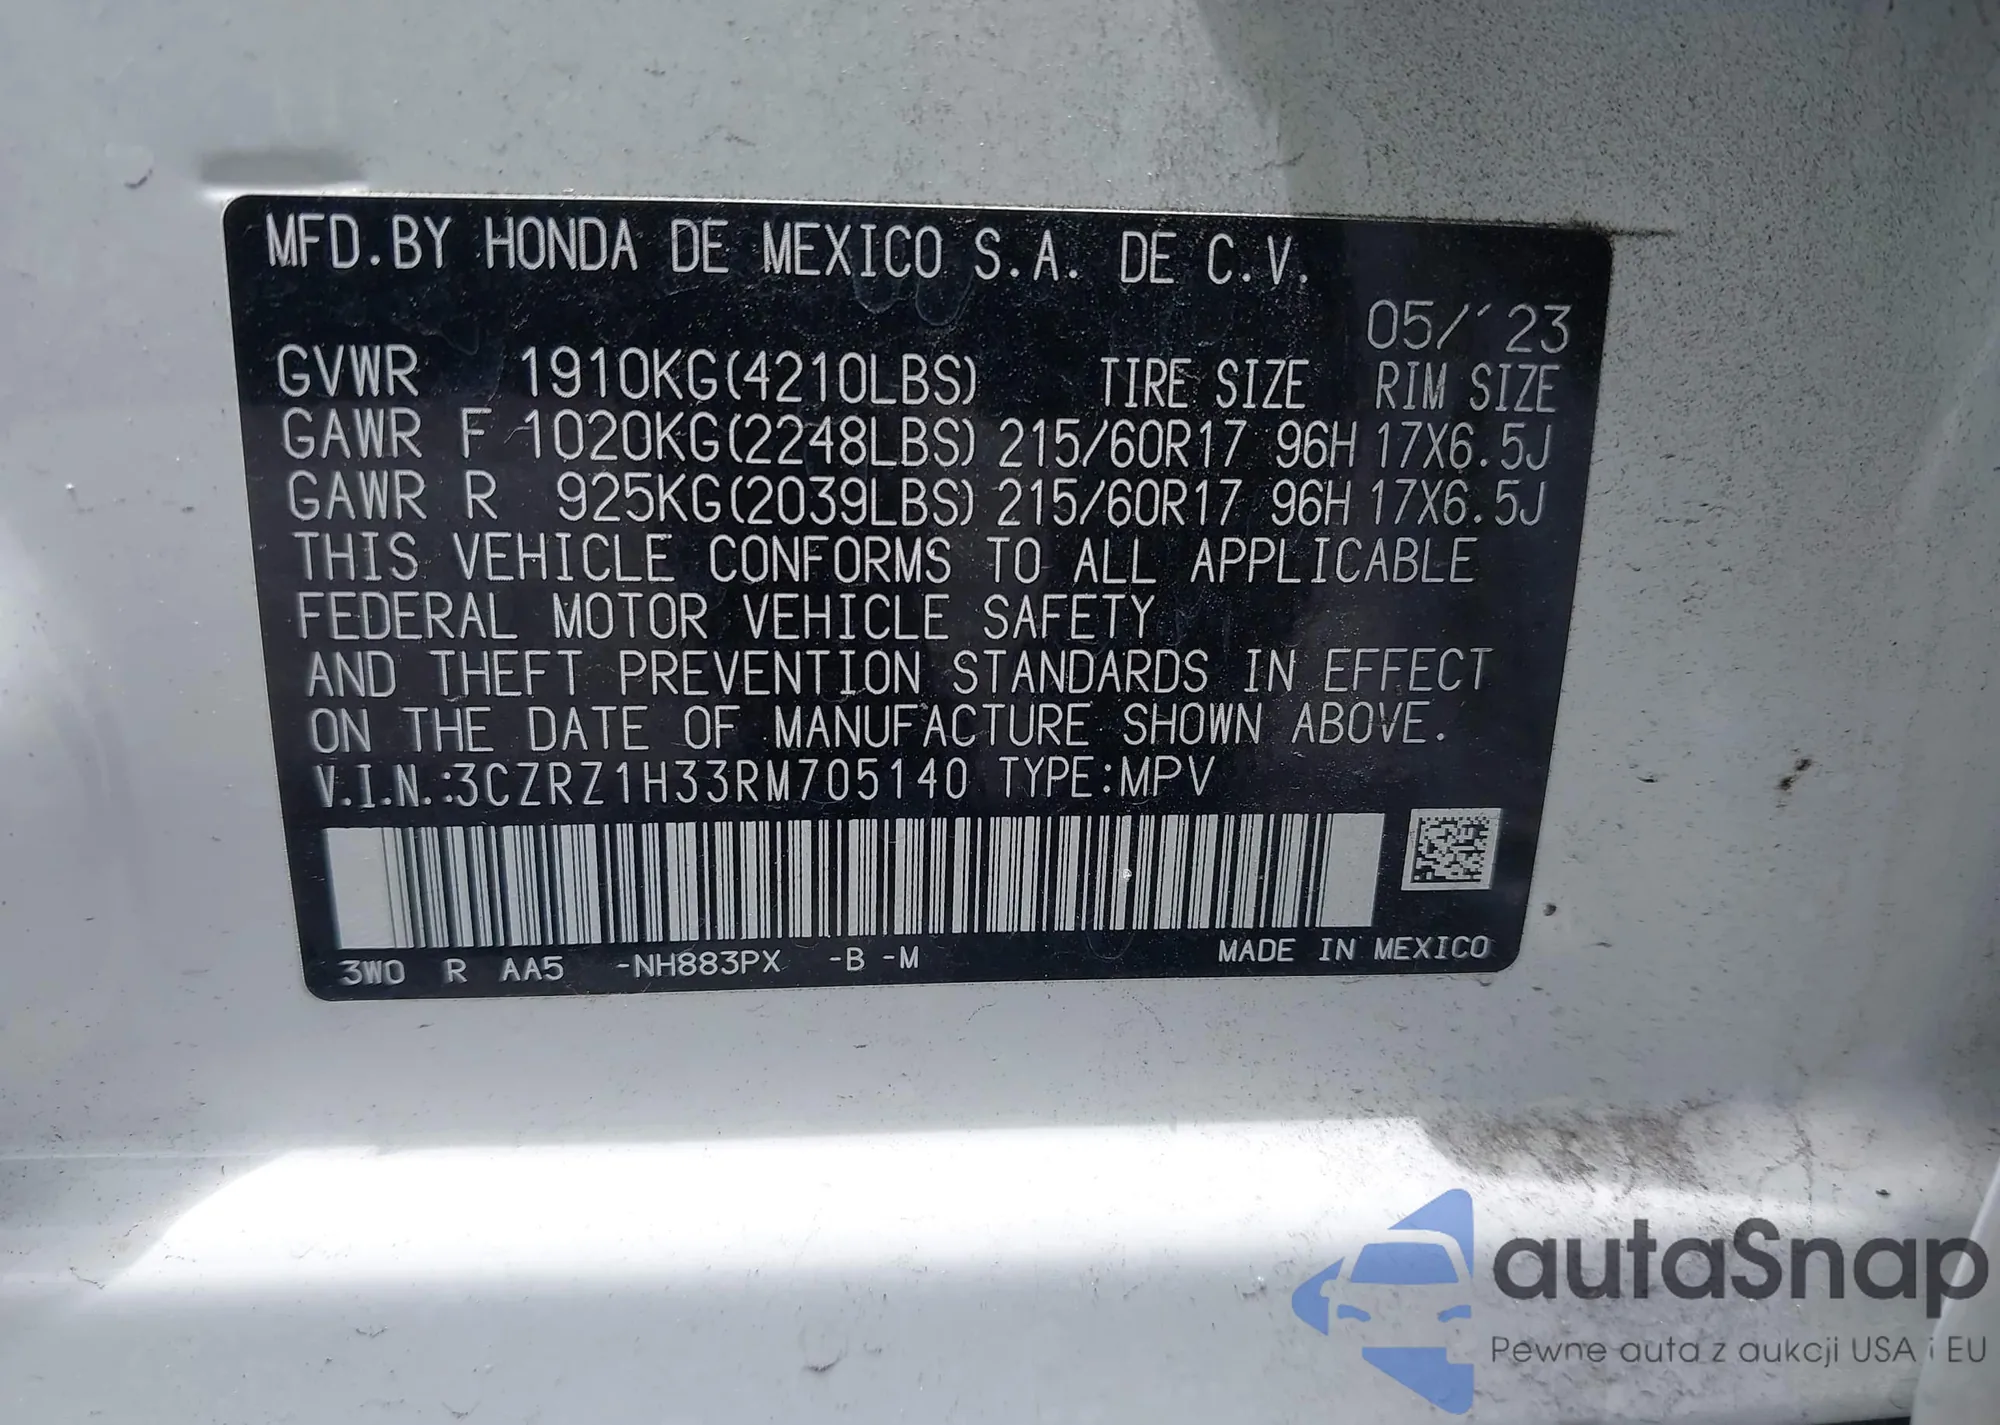 MFD.BY HONDA DE MEXICO S.A. DE C.V.
05/'23
GVWR 1910KG(4210LBS) TIRE SIZE RIM SIZE
GAWR F 1020KG(2248LBS) 215/60R17 96H 17X6.5J
GAWR R 925KG(2039LBS) 215/60R17 96H 17X6.5J
THIS VEHICLE CONFORMS TO ALL APPLICABLE
FEDERAL MOTOR VEHICLE SAFETY
AND THEFT PREVENTION STANDARDS IN EFFECT
ON THE DATE OF MANUFACTURE SHOWN ABOVE.
V.I.N.:3CZRZ1H33RM705140 TYPE:MPV
3W0 R AA5 -NH883PX -B -M MADE IN MEXICO
autaSnap
Pewne auta z aukcji USA i EU